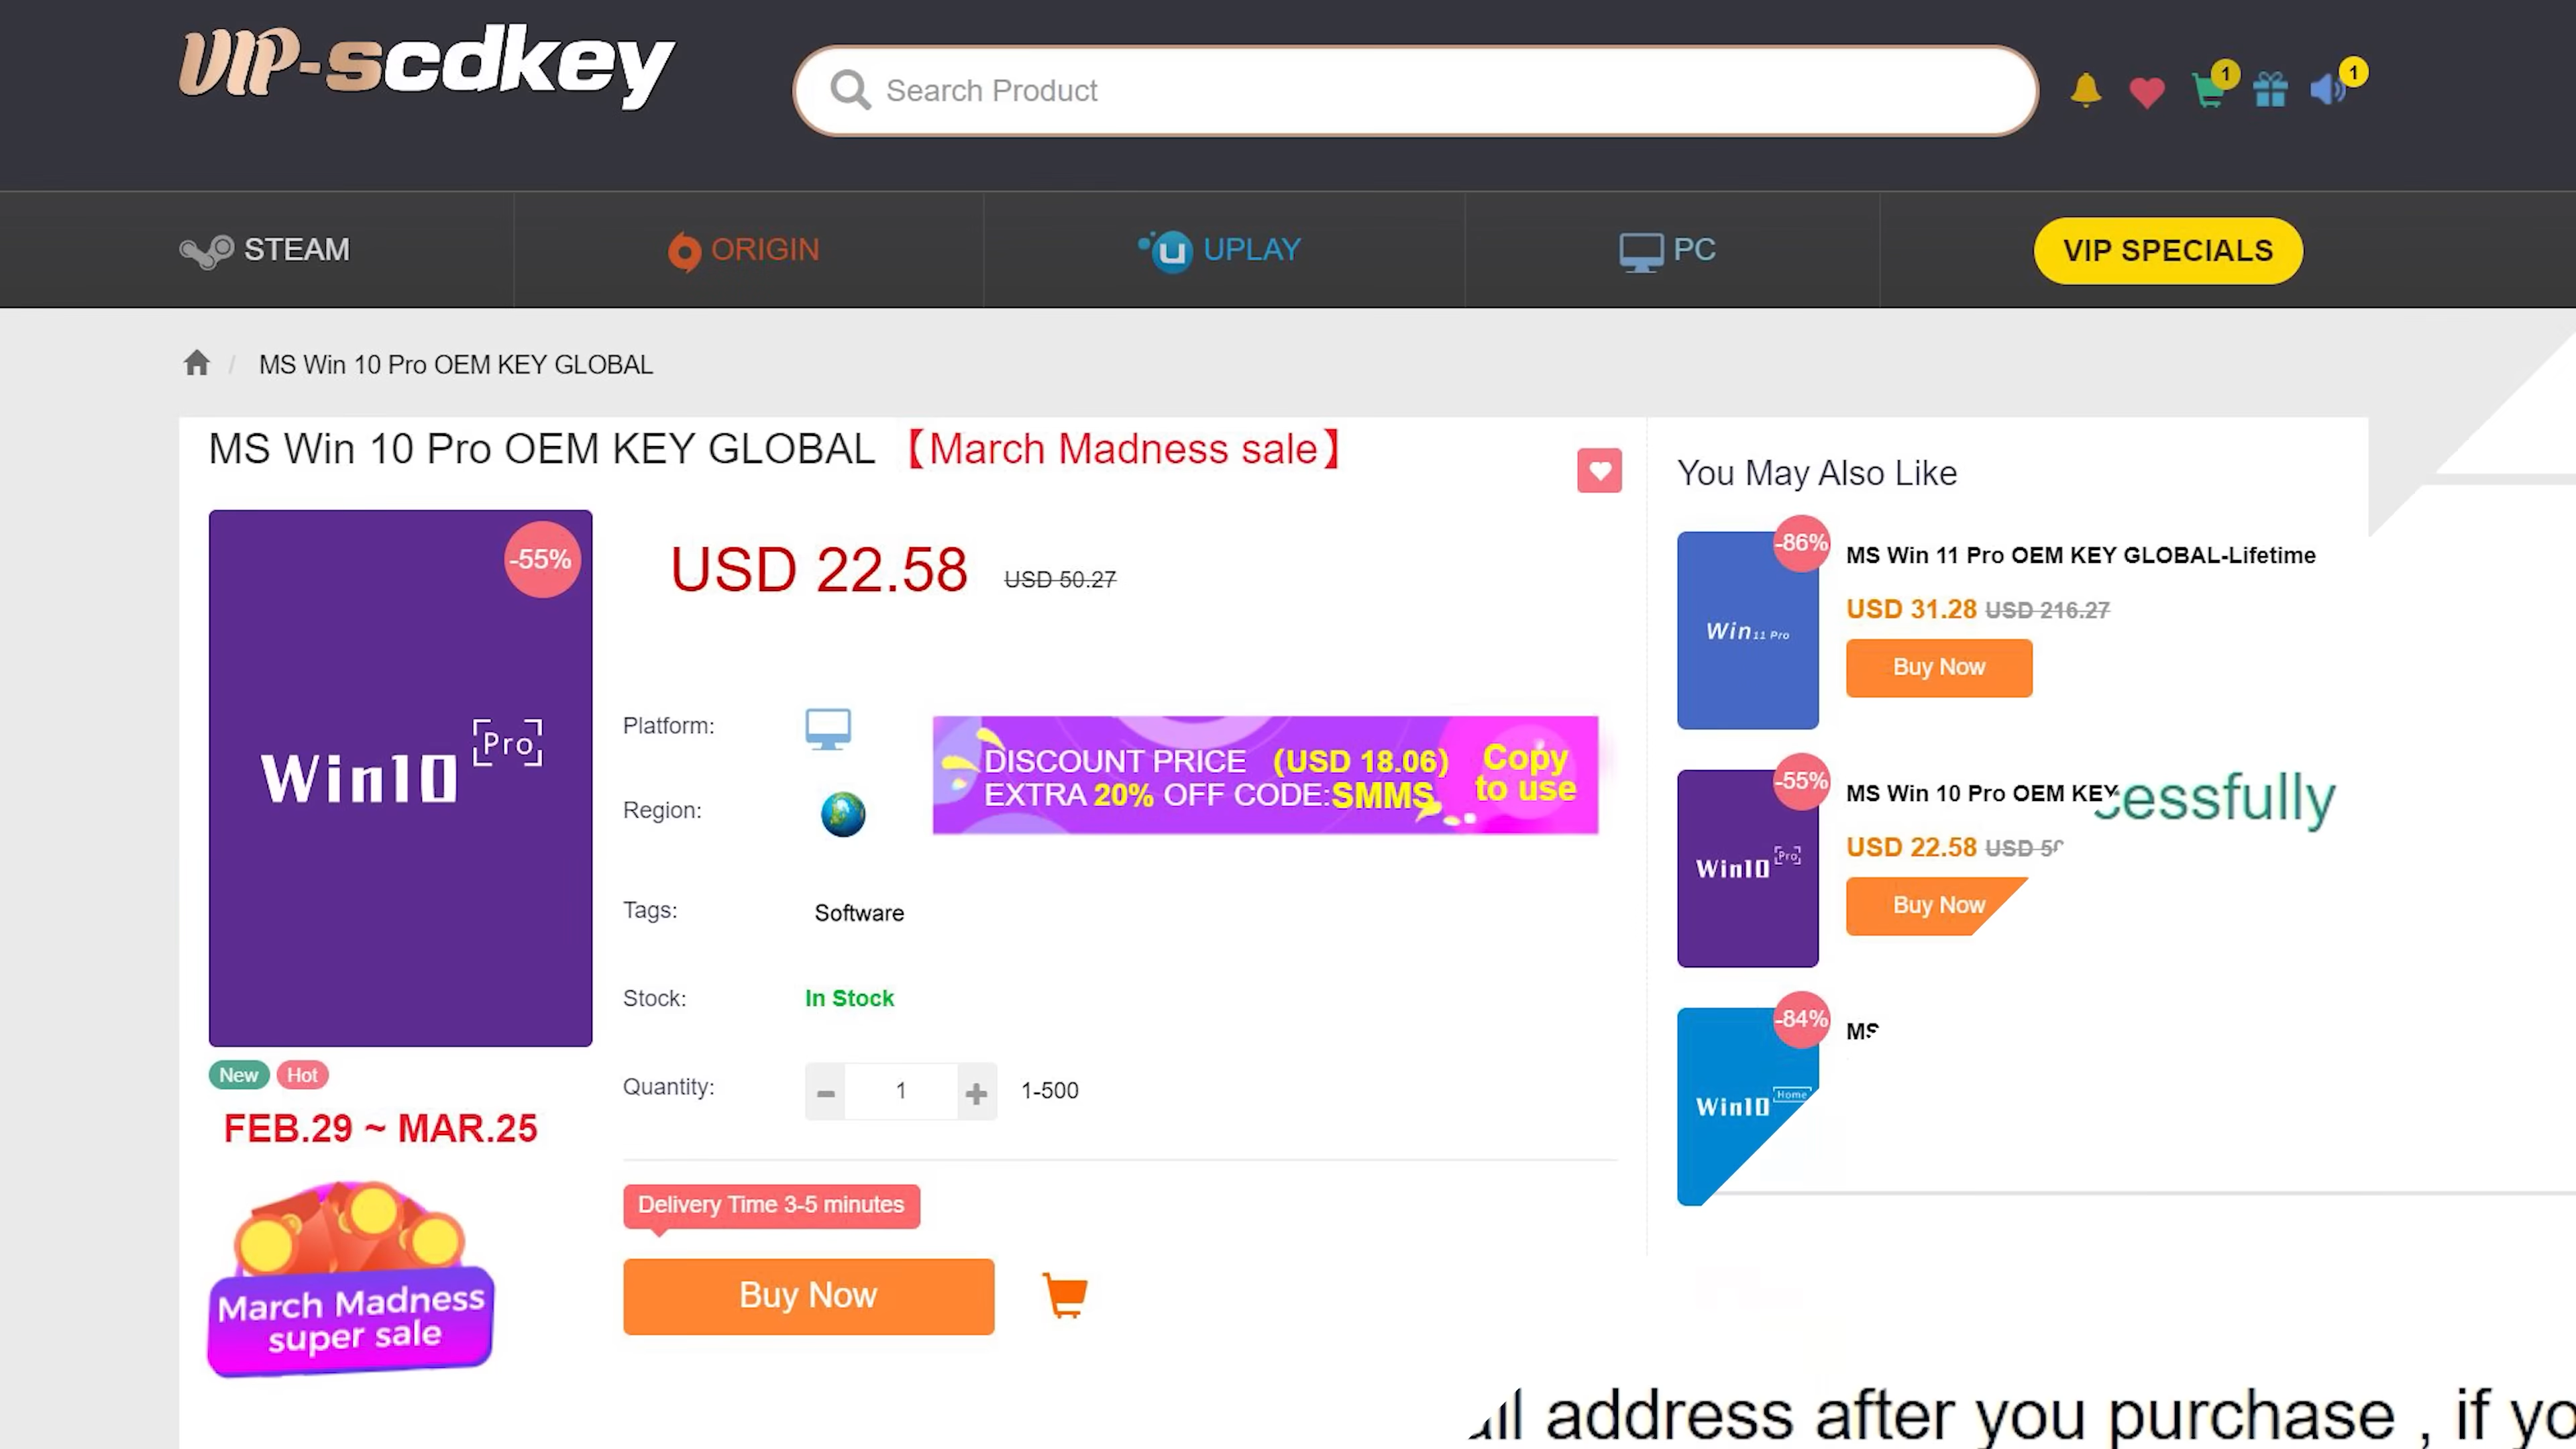 VIP-scdkey
Search Product
1
1
STEAM
ORIGIN
UPLAY
PC
VIP SPECIALS
MS Win 10 Pro OEM KEY GLOBAL
MS Win 10 Pro OEM KEY GLOBAL 【March Madness sale】
-55%
Win10 Pro
New Hot
FEB.29 ~ MAR.25
March Madness
super sale
USD 22.58 USD 50.27
Platform:
DISCOUNT PRICE (USD 18.06)
EXTRA 20% OFF CODE:SMMS
Copy
to use
Region:
Tags: Software
Stock: In Stock
Quantity: 1 1-500
Delivery Time 3-5 minutes
Buy Now
You May Also Like
-86%
Win 11 Pro
MS Win 11 Pro OEM KEY GLOBAL-Lifetime
USD 31.28 USD 216.27
Buy Now
-55%
Win10 Pro
MS Win 10 Pro OEM KEY
USD 22.58 USD
Buy Now
cessfully
-84%
Win10 Home
MS
address after you purchase , if